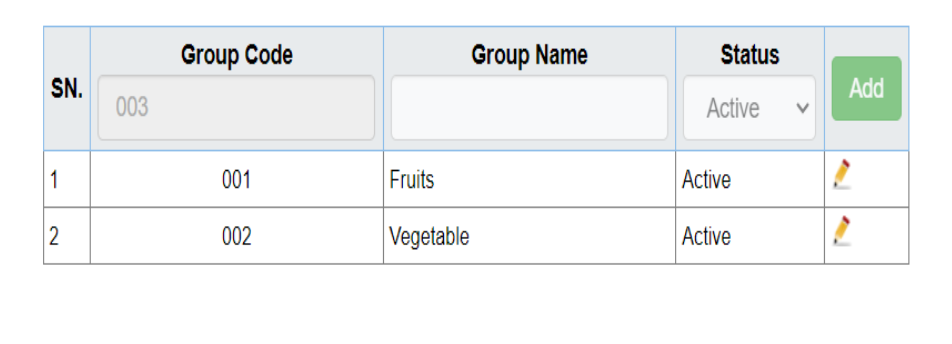 SN. Group Code Group Name Status
003 Active Add
1 001 Fruits Active
2 002 Vegetable Active